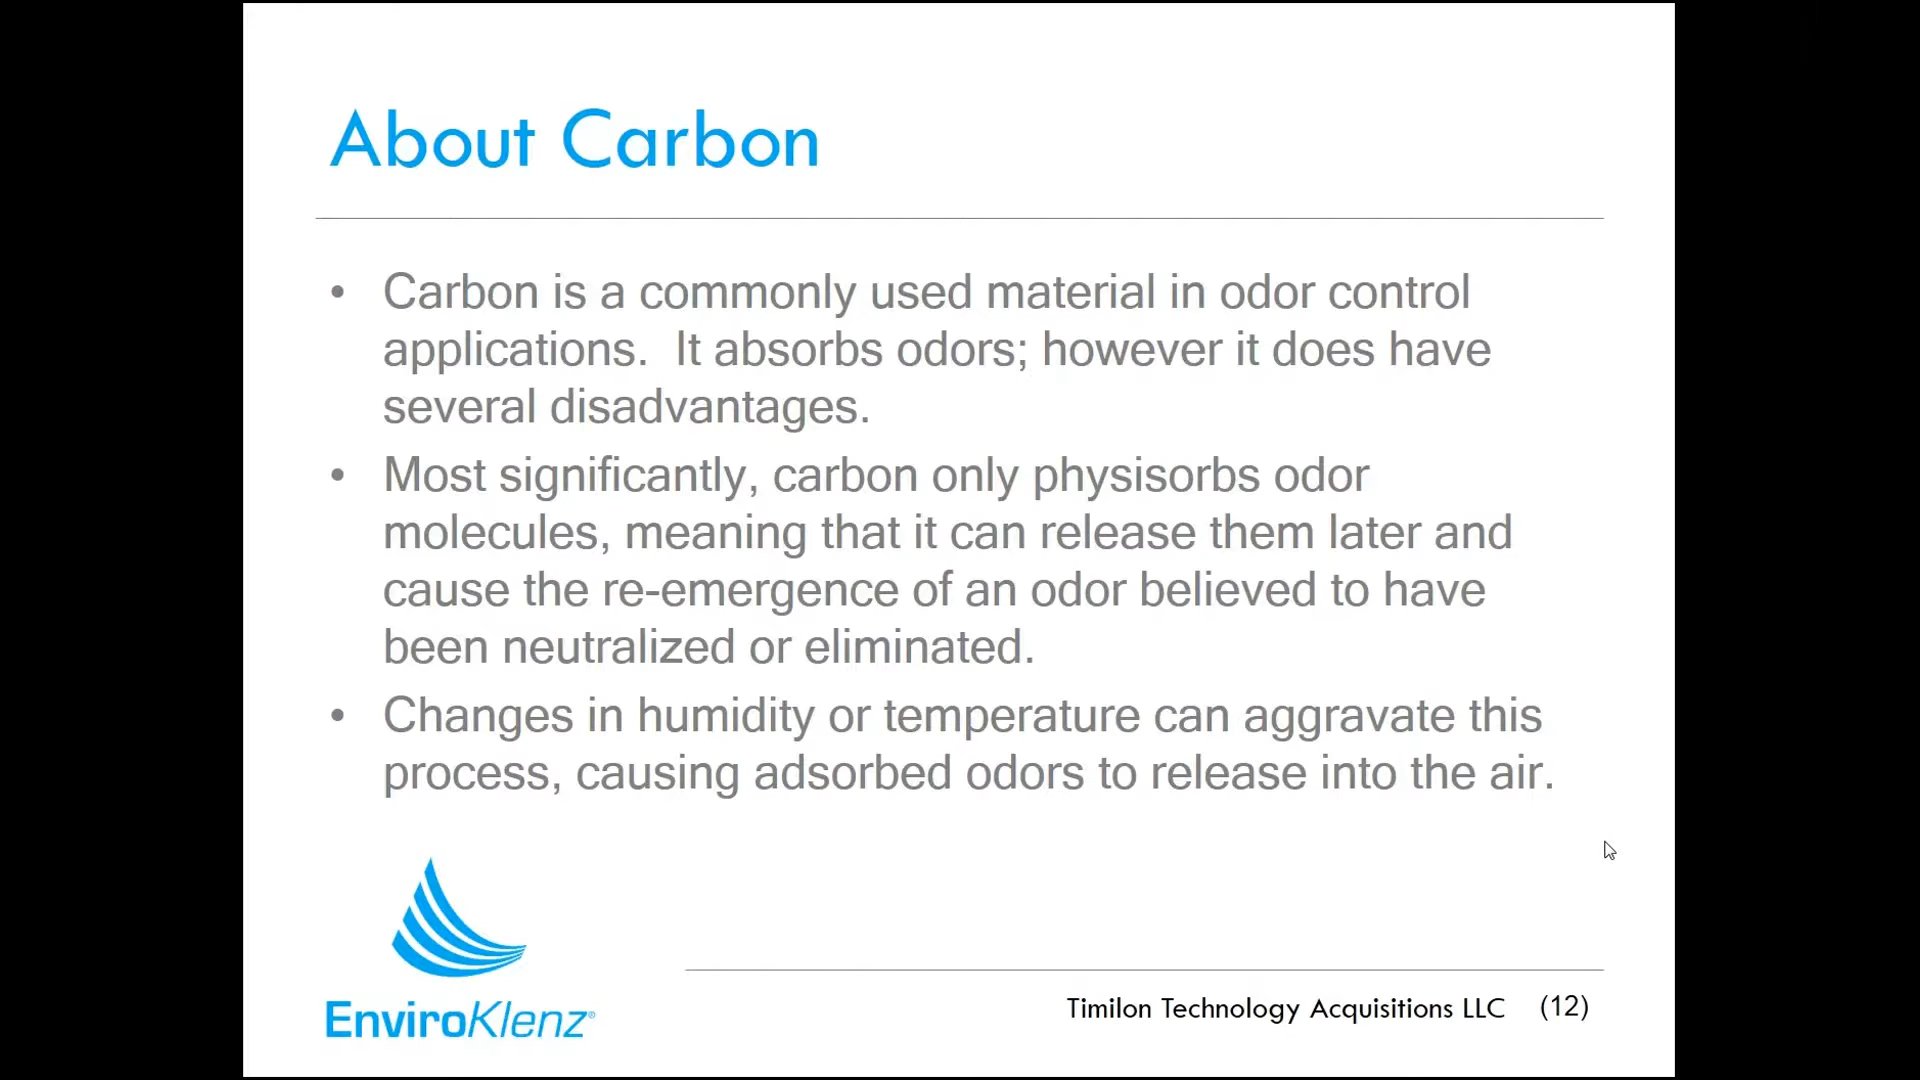 About Carbon
• Carbon is a commonly used material in odor control
applications.  It absorbs odors; however it does have
several disadvantages.
• Most significantly, carbon only physisorbs odor
molecules, meaning that it can release them later and
cause the re-emergence of an odor believed to have
been neutralized or eliminated.
• Changes in humidity or temperature can aggravate this
process, causing adsorbed odors to release into the air.
EnviroKlenz®
Timilon Technology Acquisitions LLC (12)